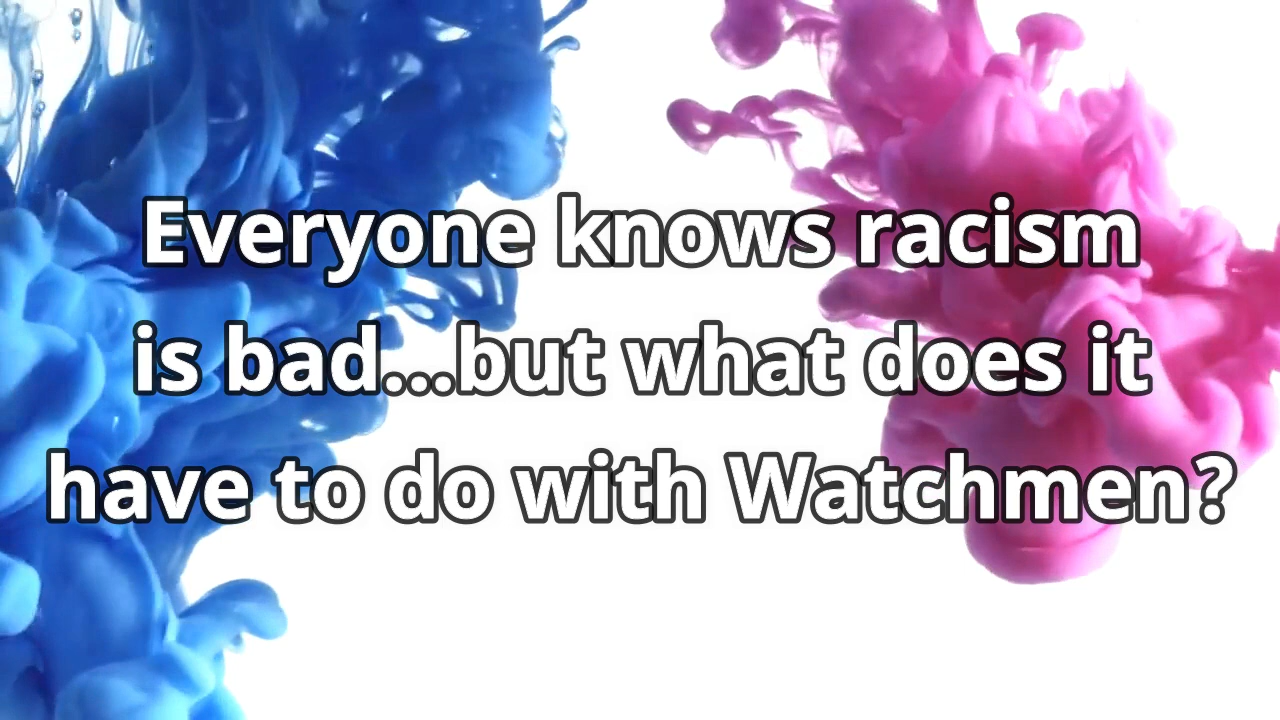 Everyone knows racism
is bad...but what does it
have to do with Watchmen?